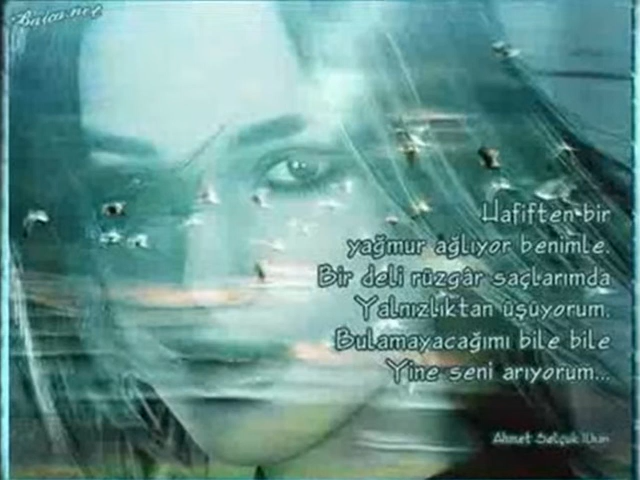 Hafiften bir
yağmur ağlıyor benimle.
Bir deli rüzgâr saçlarımda
Yalnızlıktan üşüyorum.
Bulamayacağımı bile bile
Yine seni arıyorum...
Ahmet Selçuk İlkan